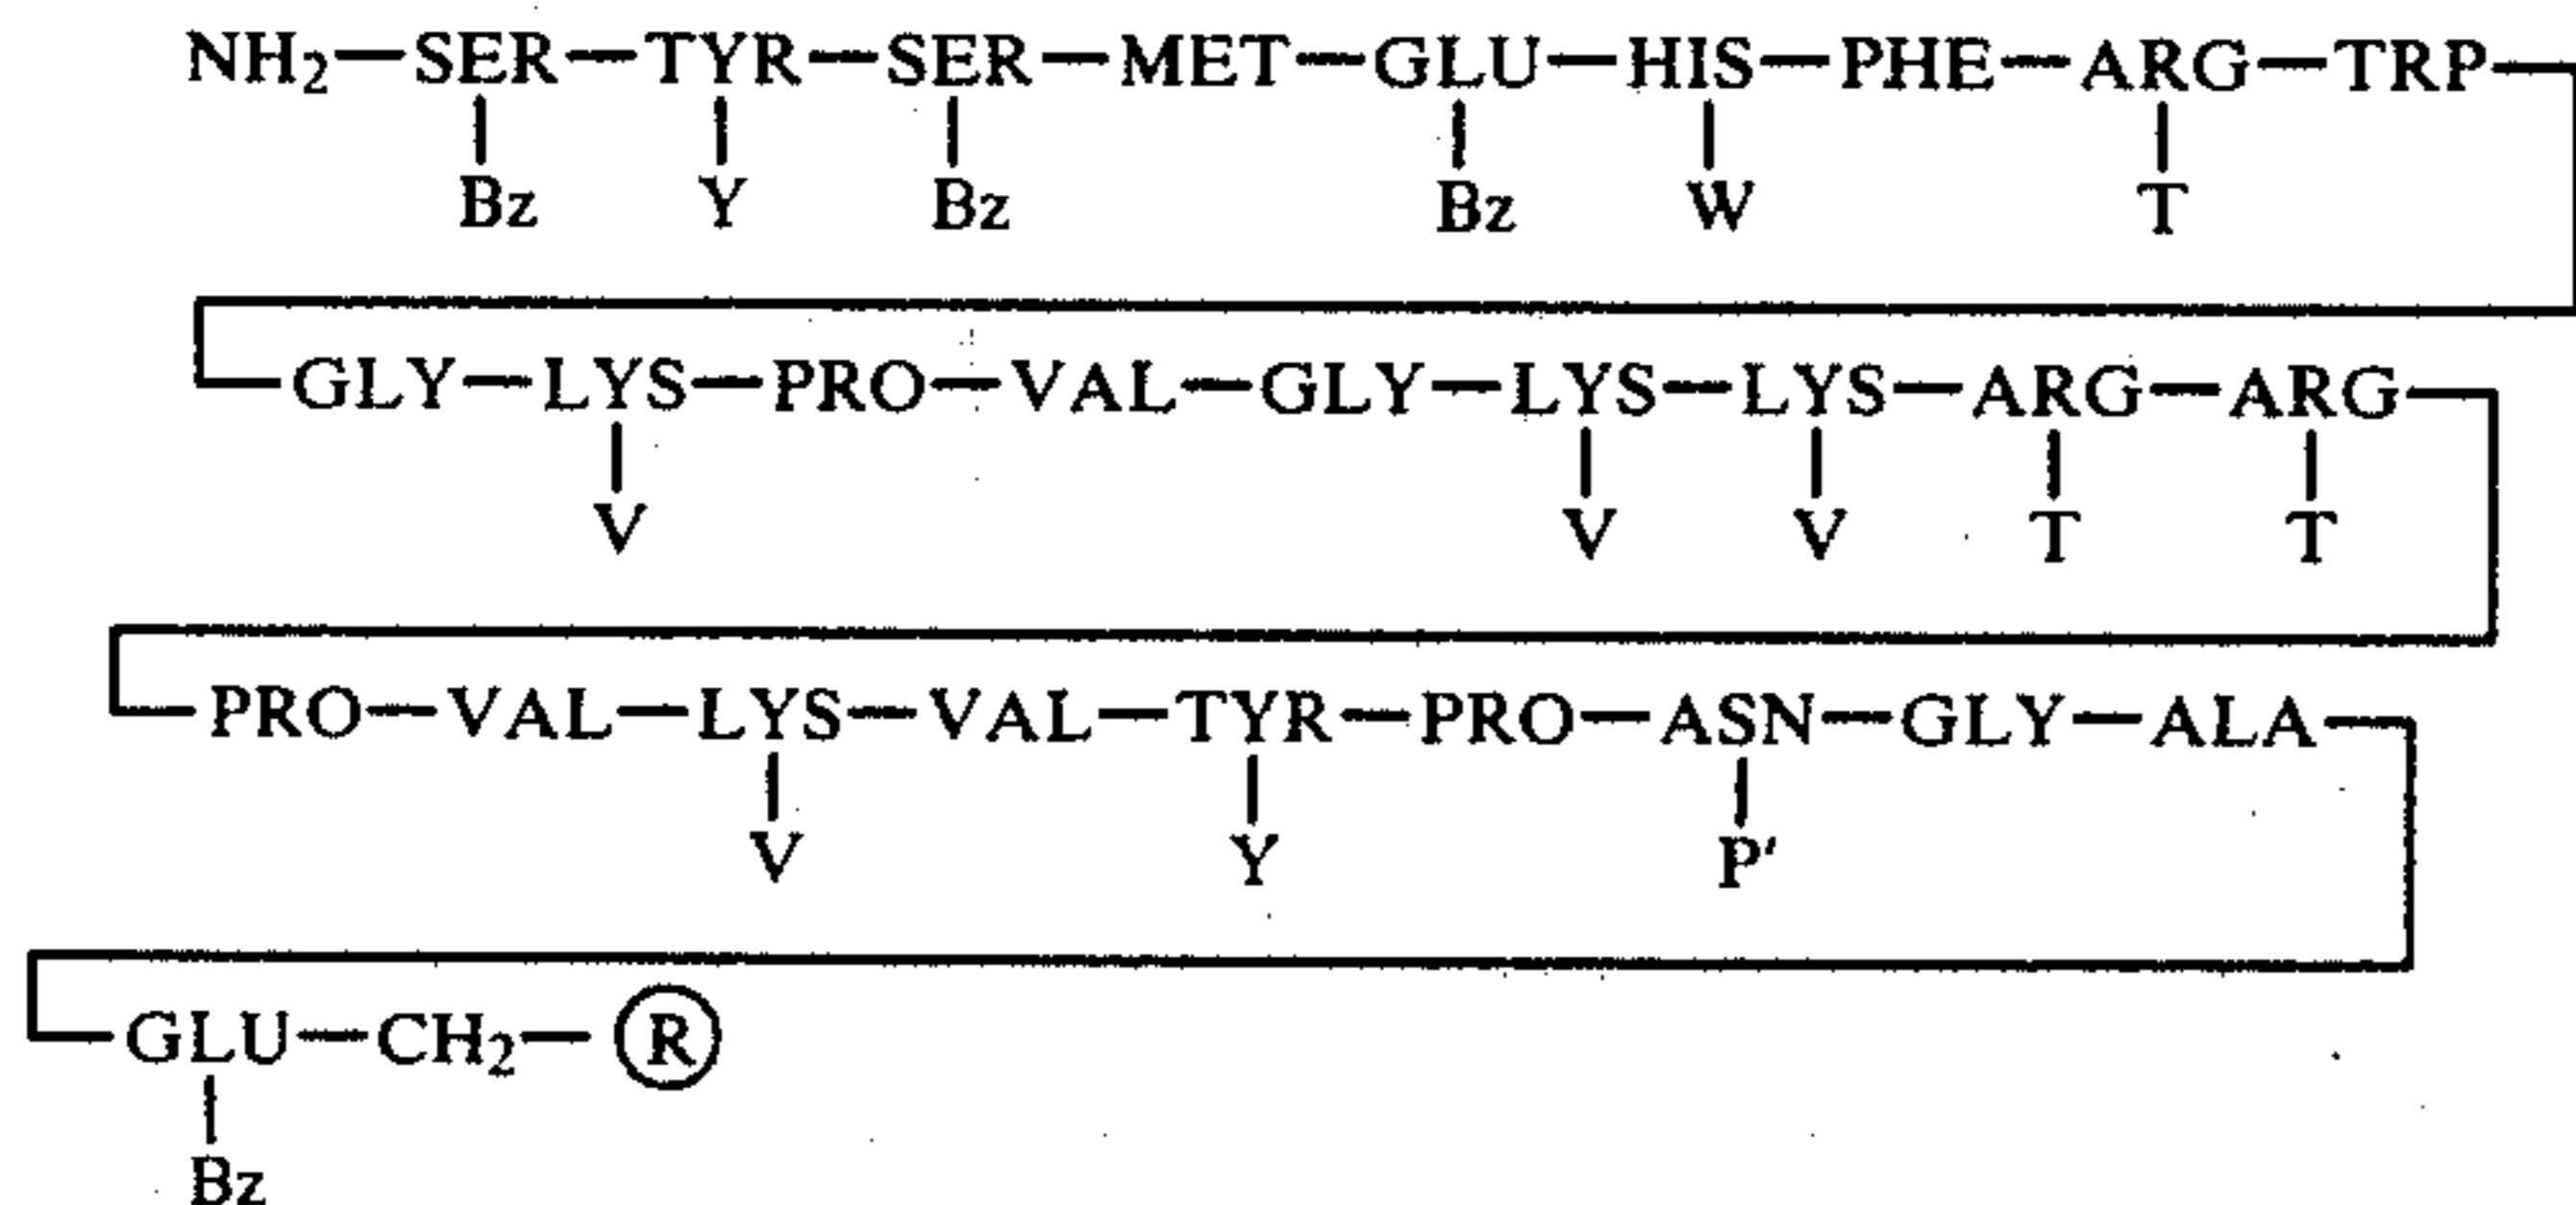 NH2—SER—TYR—SER—MET—GLU—HIS—PHE—ARG—TRP—
Bz Y Bz Bz W T
—GLY—LYS—PRO—VAL—GLY—LYS—LYS—ARG—ARG—
V V V T T
—PRO—VAL—LYS—VAL—TYR—PRO—ASN—GLY—ALA—
V Y P'
—GLU—CH2—Ⓡ
Bz